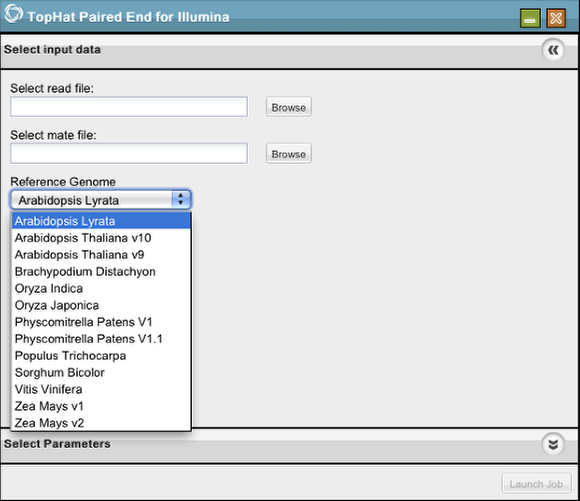 TopHat Paired End for Illumina
Select input data
Select read file:
Browse
Select mate file:
Browse
Reference Genome
Arabidopsis Lyrata
Arabidopsis Lyrata
Arabidopsis Thaliana v10
Arabidopsis Thaliana v9
Brachypodium Distachyon
Oryza Indica
Oryza Japonica
Physcomitrella Patens V1
Physcomitrella Patens V1.1
Populus Trichocarpa
Sorghum Bicolor
Vitis Vinifera
Zea Mays v1
Zea Mays v2
Select Parameters
Launch Job